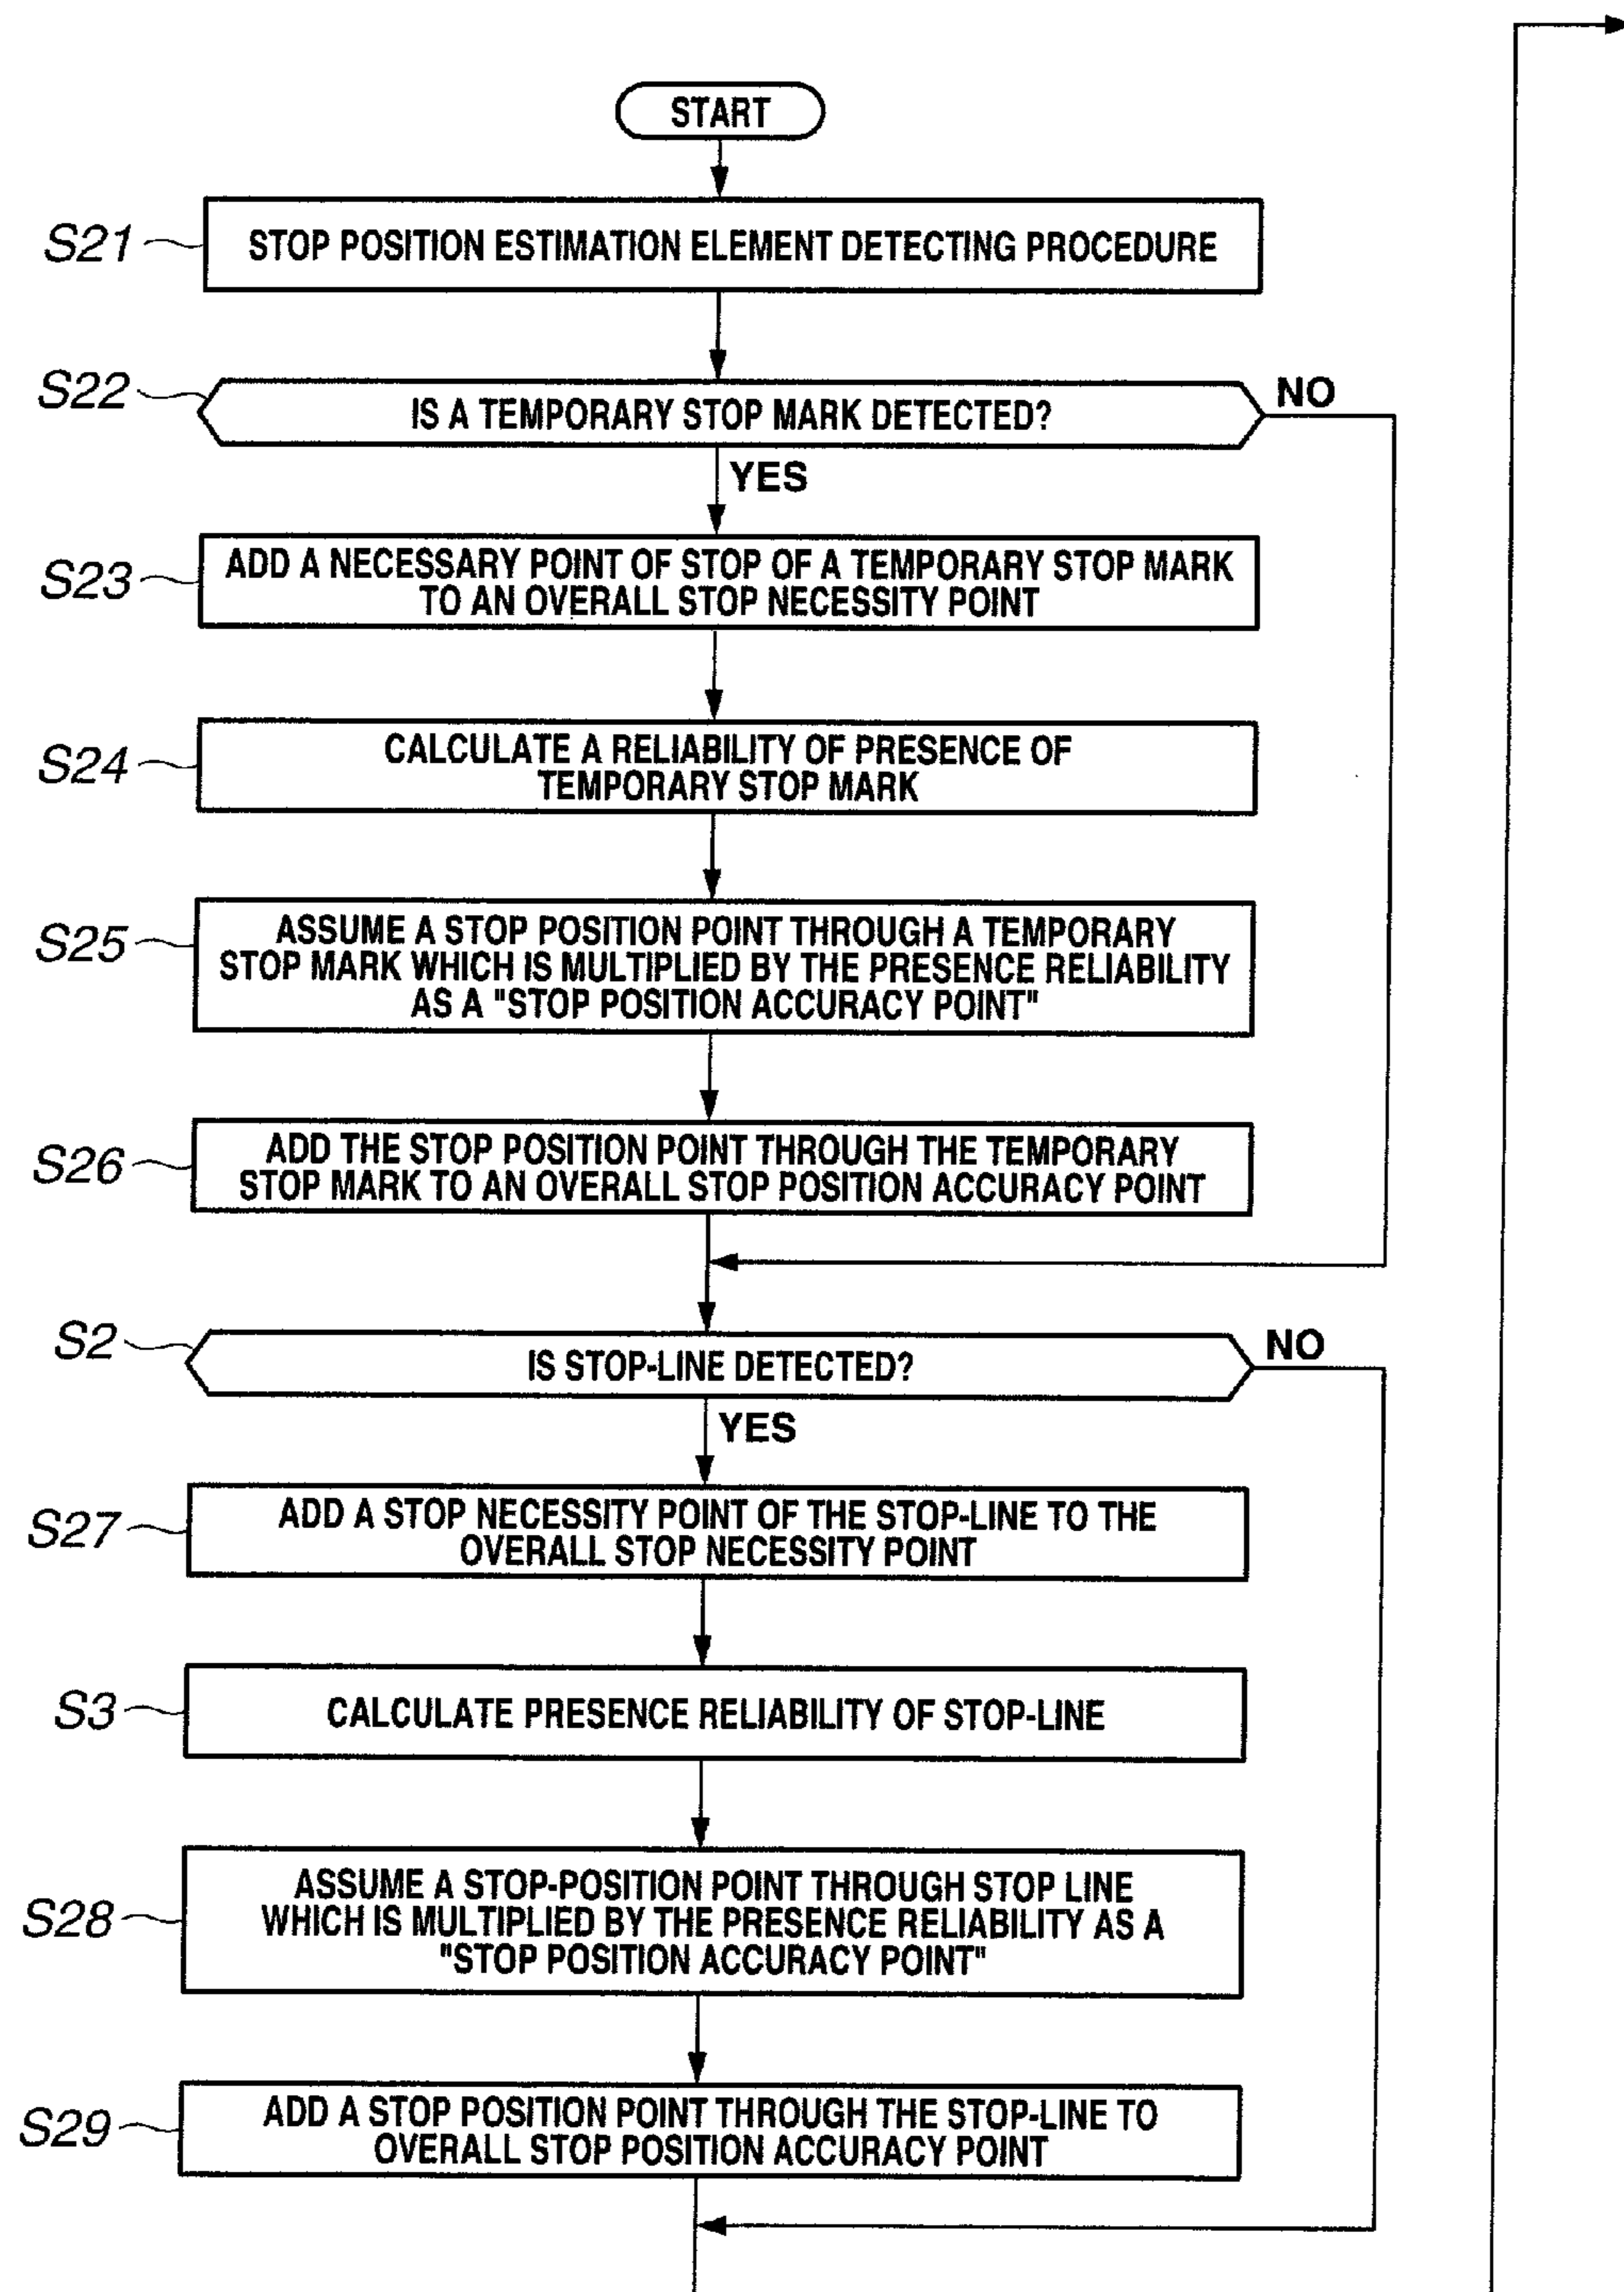 START
S21
STOP POSITION ESTIMATION ELEMENT DETECTING PROCEDURE
S22
IS A TEMPORARY STOP MARK DETECTED?
NO
YES
S23
ADD A NECESSARY POINT OF STOP OF A TEMPORARY STOP MARK
TO AN OVERALL STOP NECESSITY POINT
S24
CALCULATE A RELIABILITY OF PRESENCE OF
TEMPORARY STOP MARK
S25
ASSUME A STOP POSITION POINT THROUGH A TEMPORARY
STOP MARK WHICH IS MULTIPLIED BY THE PRESENCE RELIABILITY
AS A "STOP POSITION ACCURACY POINT"
S26
ADD THE STOP POSITION POINT THROUGH THE TEMPORARY
STOP MARK TO AN OVERALL STOP POSITION ACCURACY POINT
S2
IS STOP-LINE DETECTED?
NO
YES
S27
ADD A STOP NECESSITY POINT OF THE STOP-LINE TO THE
OVERALL STOP NECESSITY POINT
S3
CALCULATE PRESENCE RELIABILITY OF STOP-LINE
S28
ASSUME A STOP-POSITION POINT THROUGH STOP LINE
WHICH IS MULTIPLIED BY THE PRESENCE RELIABILITY AS A
"STOP POSITION ACCURACY POINT"
S29
ADD A STOP POSITION POINT THROUGH THE STOP-LINE TO
OVERALL STOP POSITION ACCURACY POINT